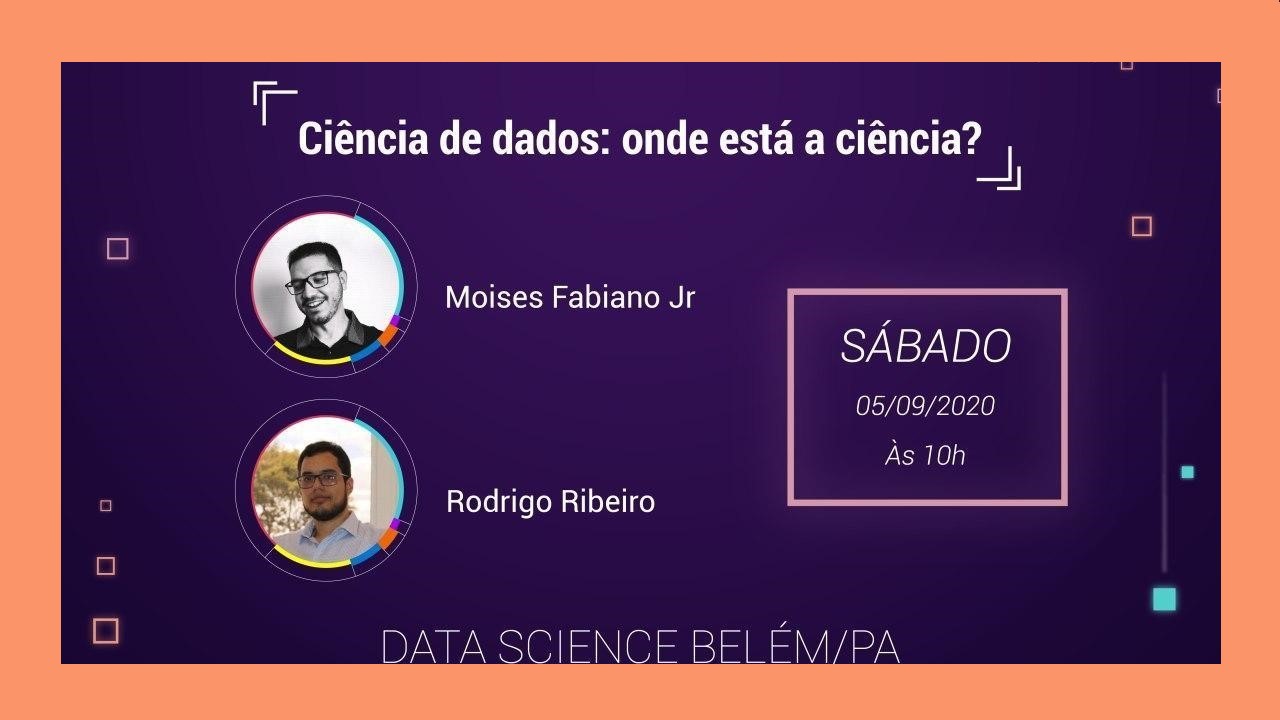 Ciência de dados: onde está a ciência?
Moises Fabiano Jr
Rodrigo Ribeiro
SÁBADO
05/09/2020
Às 10h
DATA SCIENCE BELÉM/PA